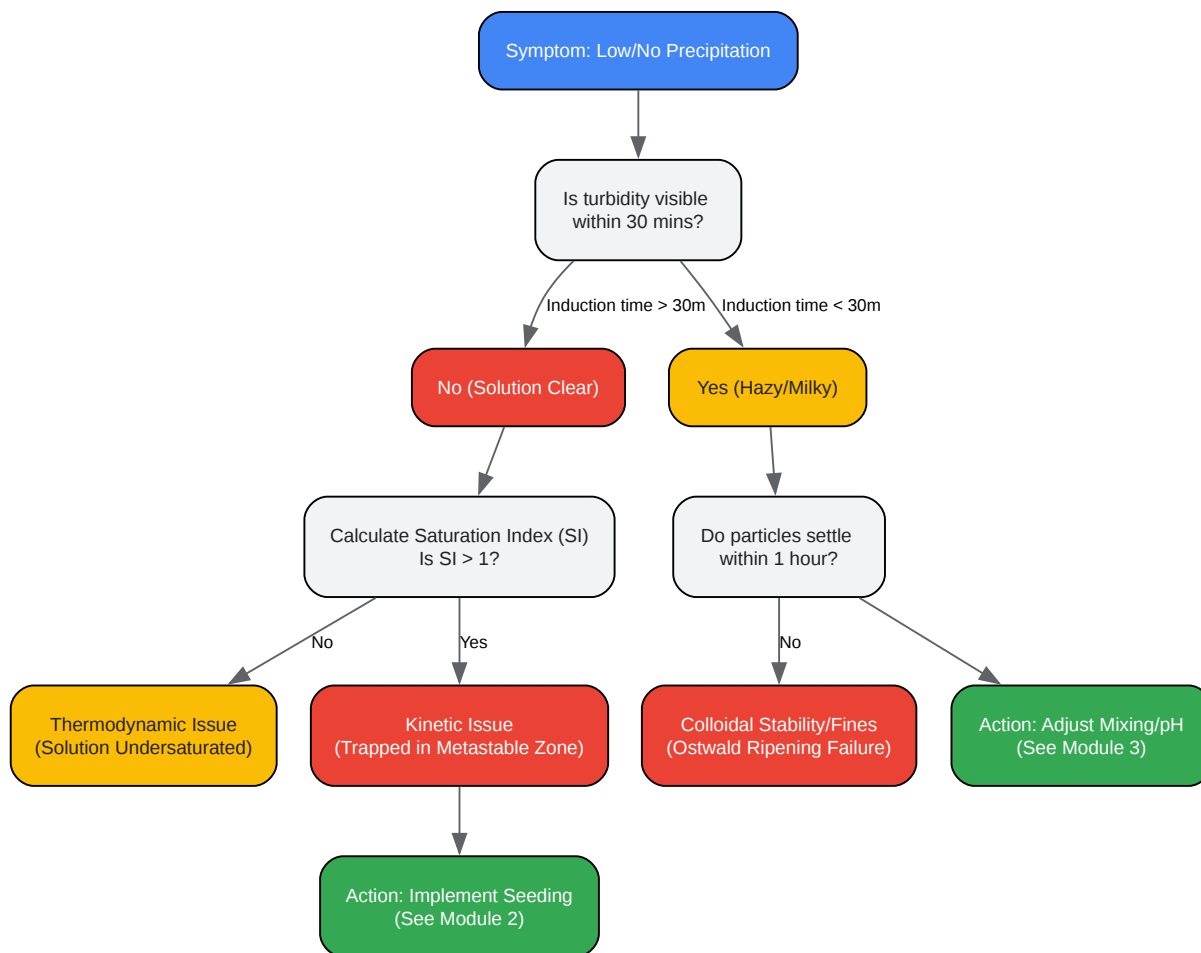 Symptom: Low/No Precipitation
Is turbidity visible
within 30 mins?
Induction time > 30m
Induction time < 30m
No (Solution Clear)
Yes (Hazy/Milky)
Calculate Saturation Index (SI)
Is SI > 1?
Do particles settle
within 1 hour?
No
Yes
No
Thermodynamic Issue
(Solution Undersaturated)
Kinetic Issue
(Trapped in Metastable Zone)
Colloidal Stability/Fines
(Ostwald Ripening Failure)
Action: Adjust Mixing/pH
(See Module 3)
Action: Implement Seeding
(See Module 2)